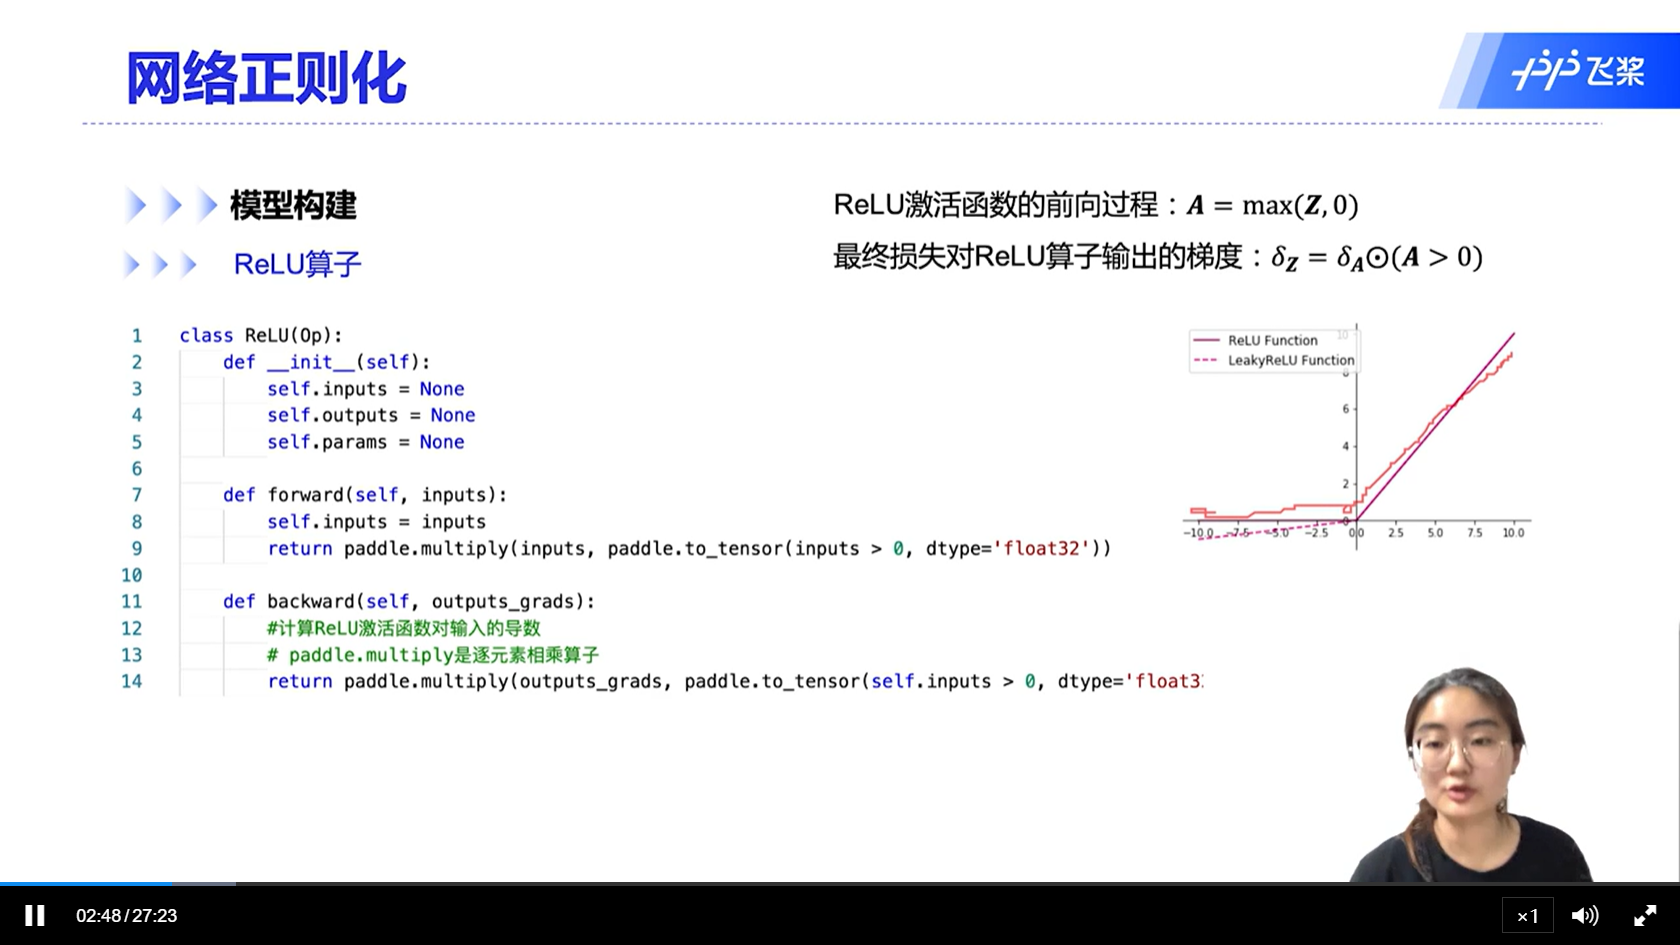 网络正则化
飞桨
模型构建
ReLU算子
ReLU激活函数的前向过程：A = max(Z, 0)
最终损失对ReLU算子输出的梯度：δZ = δA⊙(A > 0)
1 class ReLU(Op):
2 def __init__(self):
3 self.inputs = None
4 self.outputs = None
5 self.params = None
6
7 def forward(self, inputs):
8 self.inputs = inputs
9 return paddle.multiply(inputs, paddle.to_tensor(inputs > 0, dtype='float32'))
10
11 def backward(self, outputs_grads):
12 #计算ReLU激活函数对输入的导数
13 # paddle.multiply是逐元素相乘算子
14 return paddle.multiply(outputs_grads, paddle.to_tensor(self.inputs > 0, dtype='float3
ReLU Function
LeakyReLU Function
10
8
6
4
2
0
−10.0 −7.5 −5.0 −2.5 0.0 2.5 5.0 7.5 10.0
02:48/27:23
×1